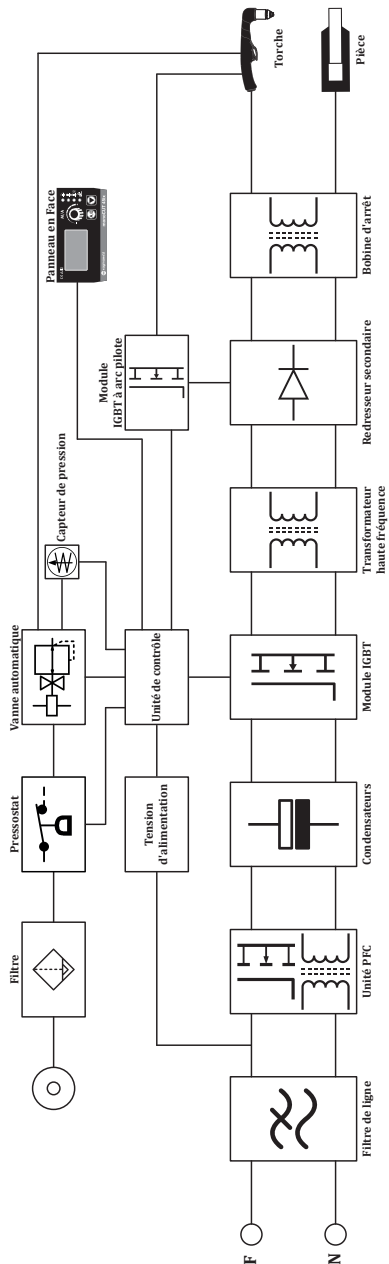 Filtre
Pressostat
Vanne automatique
Capteur de pression
Panneau en Face
Torche
Pièce
Tension
d'alimentation
Unité de contrôle
Module
IGBT à arc pilote
F
N
Filtre de ligne
Unité PFC
Condensateurs
Module IGBT
Transformateur
haute fréquence
Redresseur secondaire
Bobine d'arrêt